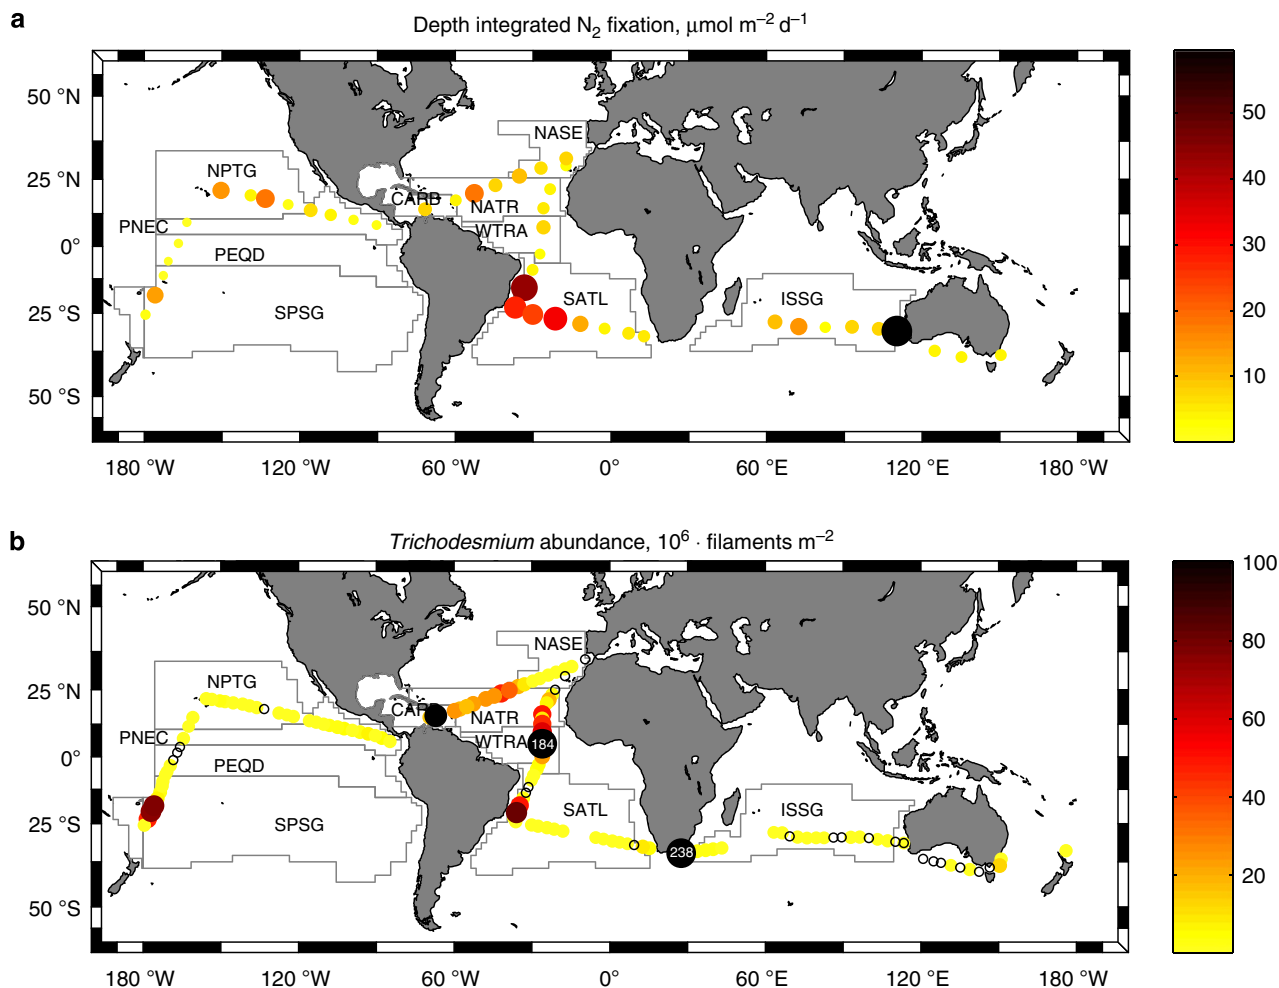 a
Depth integrated N₂ fixation, μmol m⁻² d⁻¹
50 °N
25 °N
0°
25 °S
50 °S
NASE
NPTG
CARB
NATR
PNEC
WTRA
PEQD
SATL
ISSG
SPSG
50
40
30
20
10
180 °W 120 °W 60 °W 0° 60 °E 120 °E 180 °W
b
Trichodesmium abundance, 10⁶ · filaments m⁻²
50 °N
25 °N
0°
25 °S
50 °S
NASE
NPTG
CAR
NATR
PNEC
WTRA
184
PEQD
SATL
ISSG
SPSG
238
100
80
60
40
20
180 °W 120 °W 60 °W 0° 60 °E 120 °E 180 °W